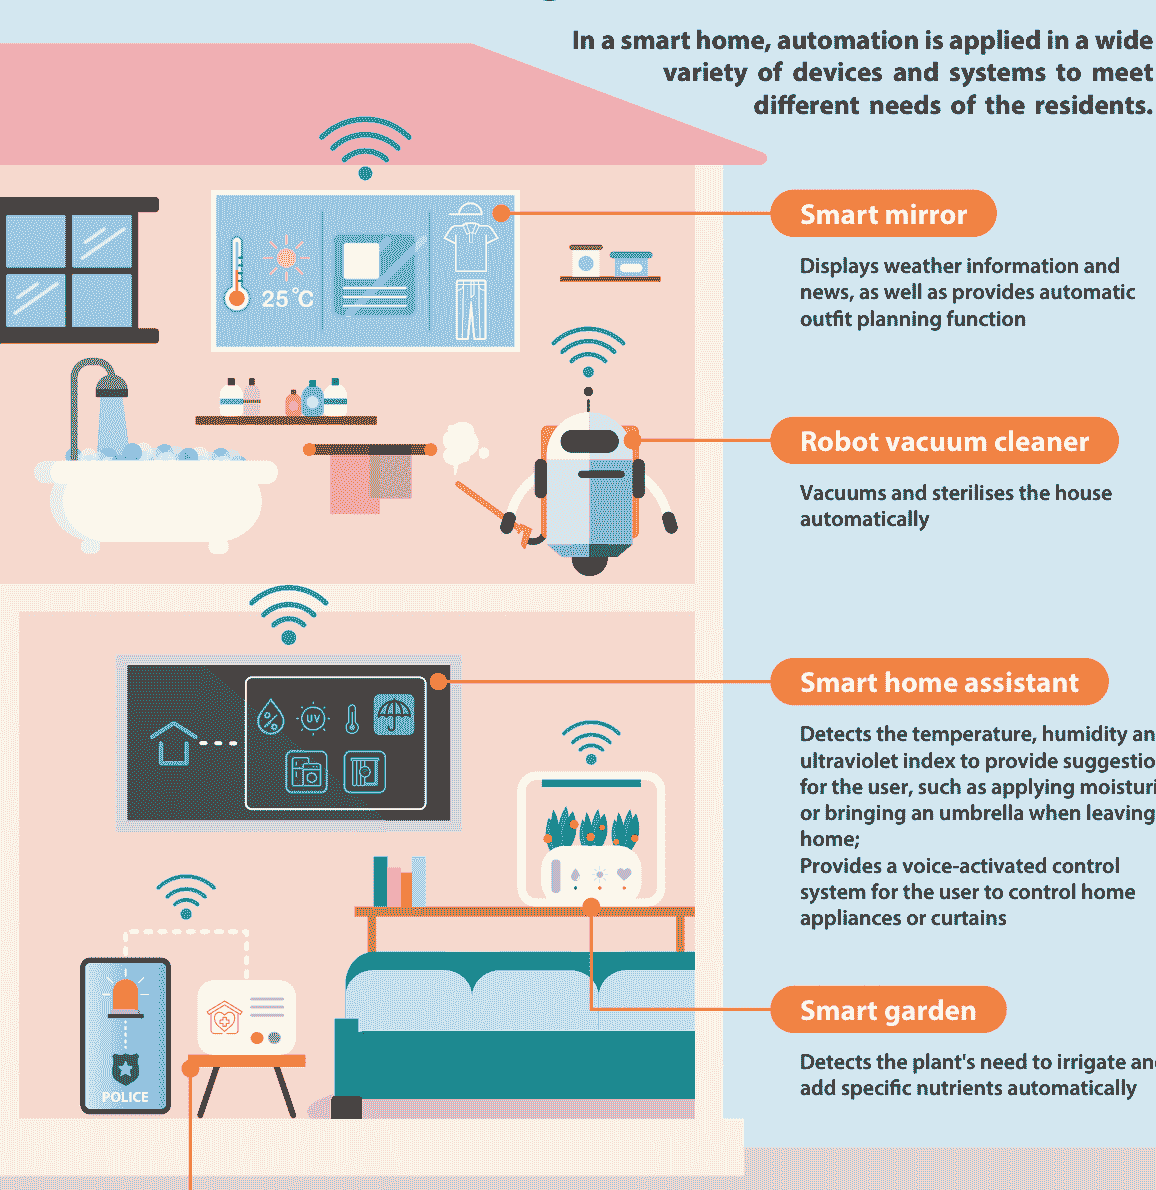 In a smart home, automation is applied in a wide
variety of devices and systems to meet
different needs of the residents.
Smart mirror
Displays weather information and
news, as well as provides automatic
outfit planning function
25°C
Robot vacuum cleaner
Vacuums and sterilises the house
automatically
Smart home assistant
Detects the temperature, humidity
ultraviolet index to provide
for the user, such as applying
or bringing an umbrella when leaving
home;
Provides a voice-activated control
system for the user to control home
appliances or curtains
%
UV
Smart garden
Detects the plant's need to irrigate
add specific nutrients automatically
POLICE